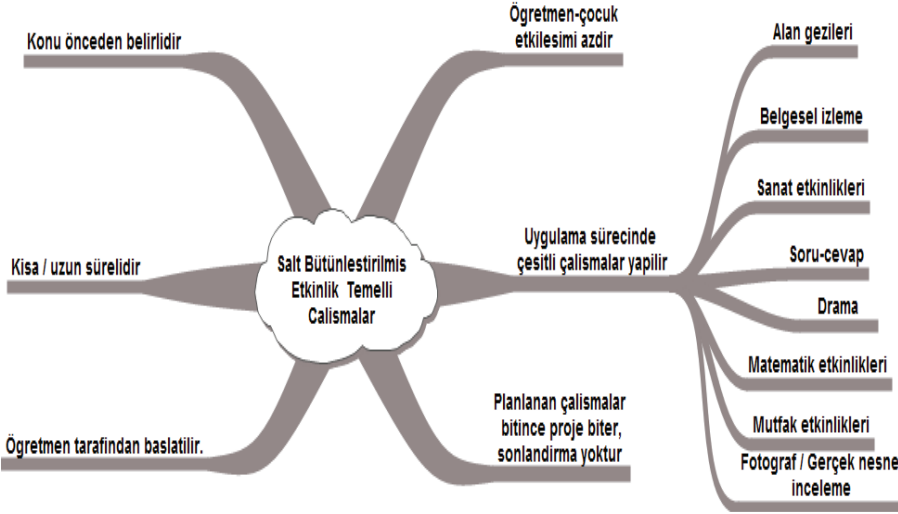 Konu önceden belirlidir
Ögretmen-çocuk
etkilesimi azdir
Alan gezileri
Belgesel izleme
Sanat etkinlikleri
Kisa / uzun sürelidir
Salt Bütünlestirilmis
Etkinlik Temelli
Calismalar
Uygulama sürecinde
çesitli çalismalar yapilir
Soru-cevap
Drama
Matematik etkinlikleri
Ögretmen tarafindan baslatilir.
Planlanan çalismalar
bitince proje biter,
sonlandirma yoktur
Mutfak etkinlikleri
Fotograf / Gerçek nesne
inceleme